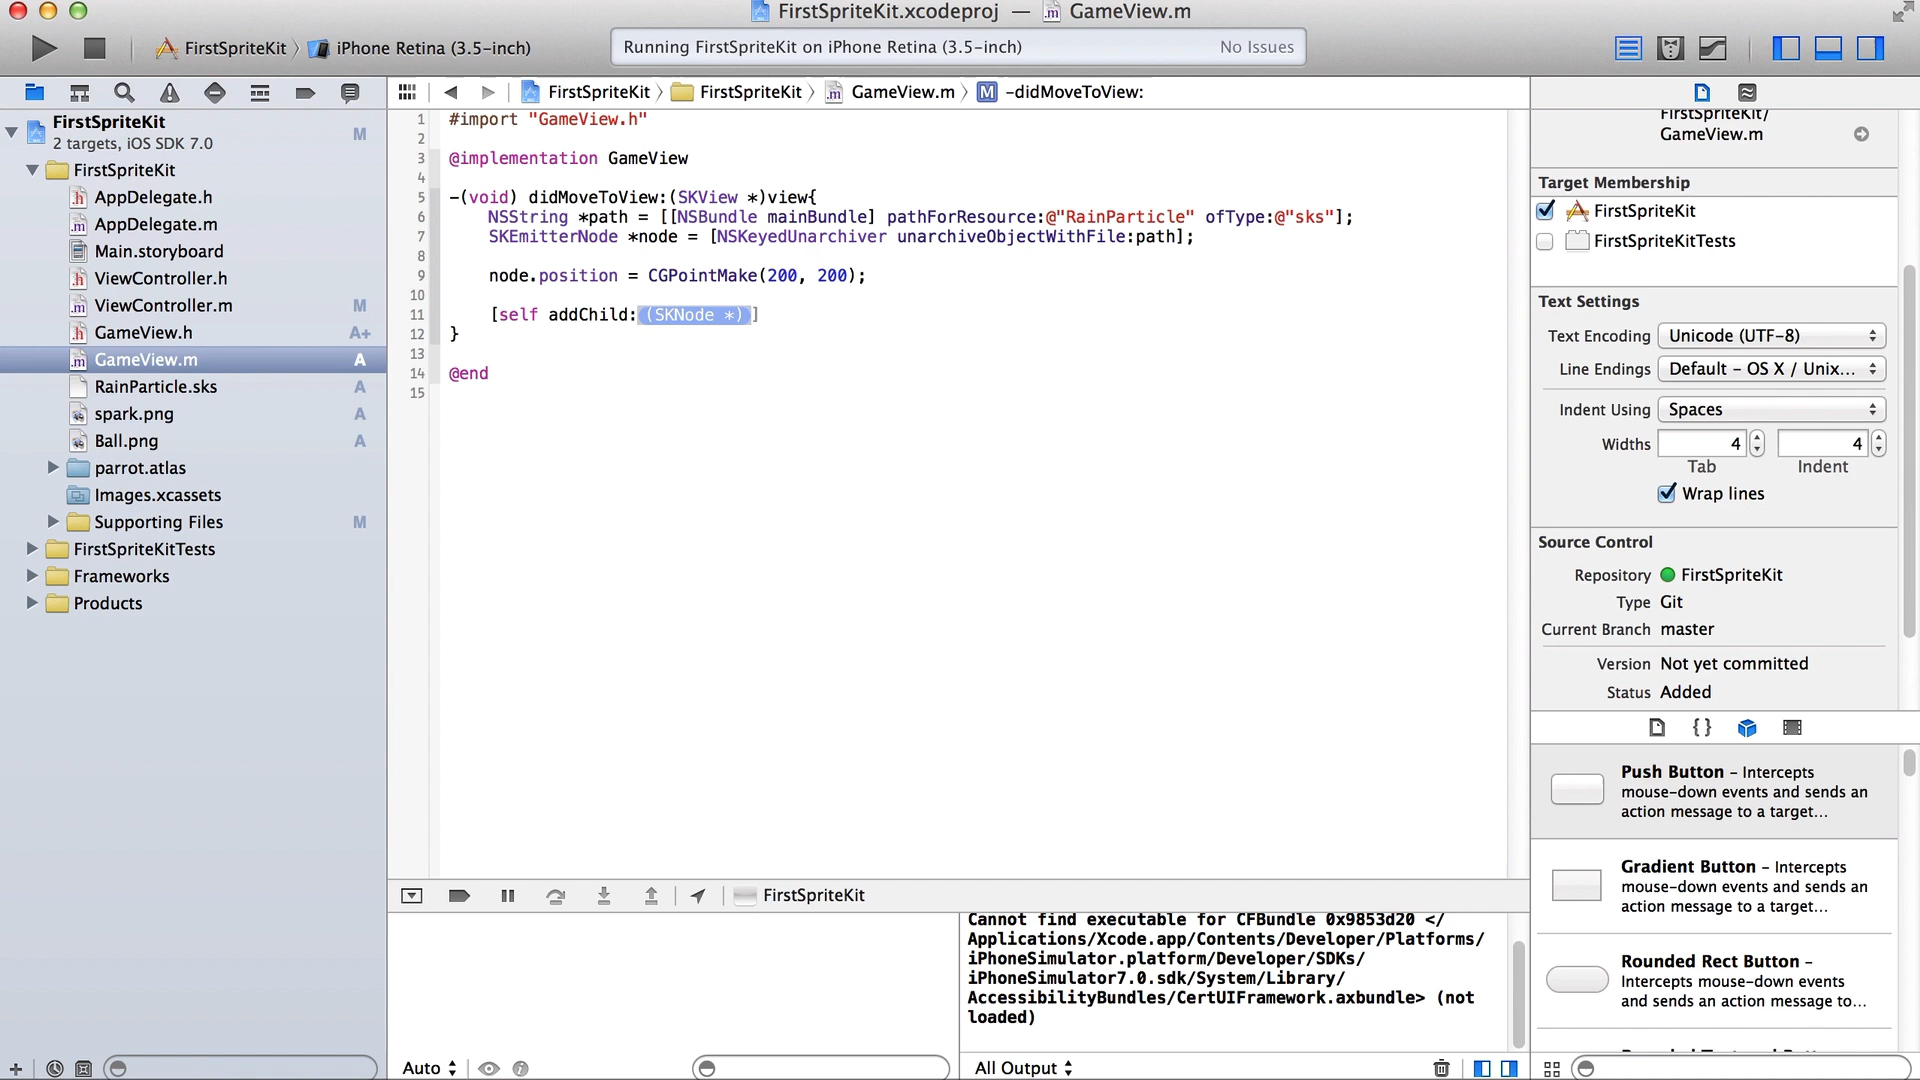 FirstSpriteKit.xcodeproj — GameView.m
FirstSpriteKit iPhone Retina (3.5-inch)
Running FirstSpriteKit on iPhone Retina (3.5-inch) No Issues
FirstSpriteKit FirstSpriteKit GameView.m M -didMoveToView:
FirstSpriteKit M
2 targets, iOS SDK 7.0
FirstSpriteKit
AppDelegate.h
AppDelegate.m
Main.storyboard
ViewController.h
ViewController.m M
GameView.h A+
GameView.m A
RainParticle.sks A
spark.png A
Ball.png A
parrot.atlas
Images.xcassets
Supporting Files M
FirstSpriteKitTests
Frameworks
Products
1 #import "GameView.h"
2
3 @implementation GameView
4
5 -(void) didMoveToView:(SKView *)view{
6 NSString *path = [[NSBundle mainBundle] pathForResource:@"RainParticle" ofType:@"sks"];
7 SKEmitterNode *node = [NSKeyedUnarchiver unarchiveObjectWithFile:path];
8
9 node.position = CGPointMake(200, 200);
10
11 [self addChild:(SKNode *)]
12 }
13
14 @end
15
FirstSpriteKit
Cannot find executable for CFBundle 0x9853d20 </
Applications/Xcode.app/Contents/Developer/Platforms/
iPhoneSimulator.platform/Developer/SDKs/
iPhoneSimulator7.0.sdk/System/Library/
AccessibilityBundles/CertUIFramework.axbundle> (not
loaded)
Auto
All Output
FirstSpriteKit/
GameView.m
Target Membership
FirstSpriteKit
FirstSpriteKitTests
Text Settings
Text Encoding Unicode (UTF-8)
Line Endings Default - OS X / Unix...
Indent Using Spaces
Widths 4 4
Tab Indent
Wrap lines
Source Control
Repository FirstSpriteKit
Type Git
Current Branch master
Version Not yet committed
Status Added
{ }
Push Button - Intercepts
mouse-down events and sends an
action message to a target...
Gradient Button - Intercepts
mouse-down events and sends an
action message to a target...
Rounded Rect Button -
Intercepts mouse-down events
and sends an action message to...